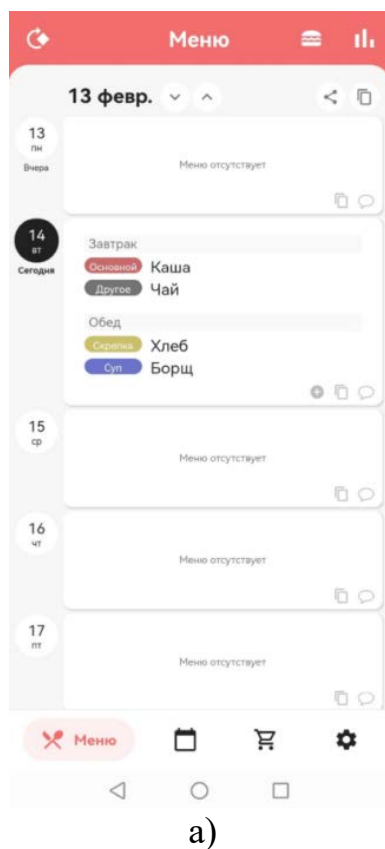 Меню
13 февр.
13
пн
Вчера
Меню отсутствует
14
вт
Сегодня
Завтрак
Основной Каша
Другое Чай
Обед
Скрепка Хлеб
Суп Борщ
15
ср
Меню отсутствует
16
чт
Меню отсутствует
17
пт
Меню отсутствует
Меню
а)